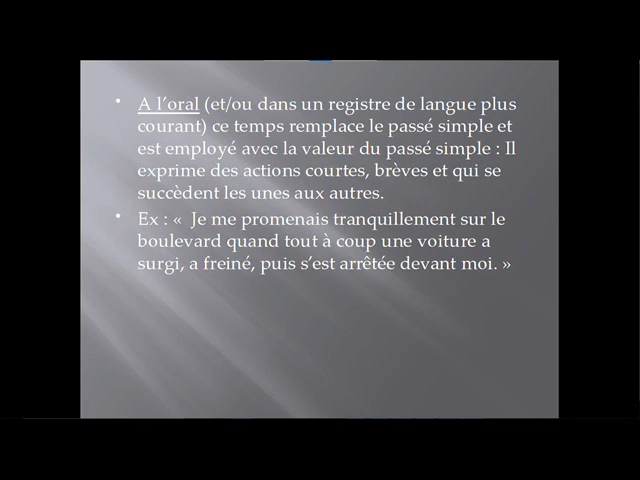 • A l'oral (et/ou dans un registre de langue plus
courant) ce temps remplace le passé simple et
est employé avec la valeur du passé simple : Il
exprime des actions courtes, brèves et qui se
succèdent les unes aux autres.
• Ex : «  Je me promenais tranquillement sur le
boulevard quand tout à coup une voiture a
surgi, a freiné, puis s'est arrêtée devant moi. »